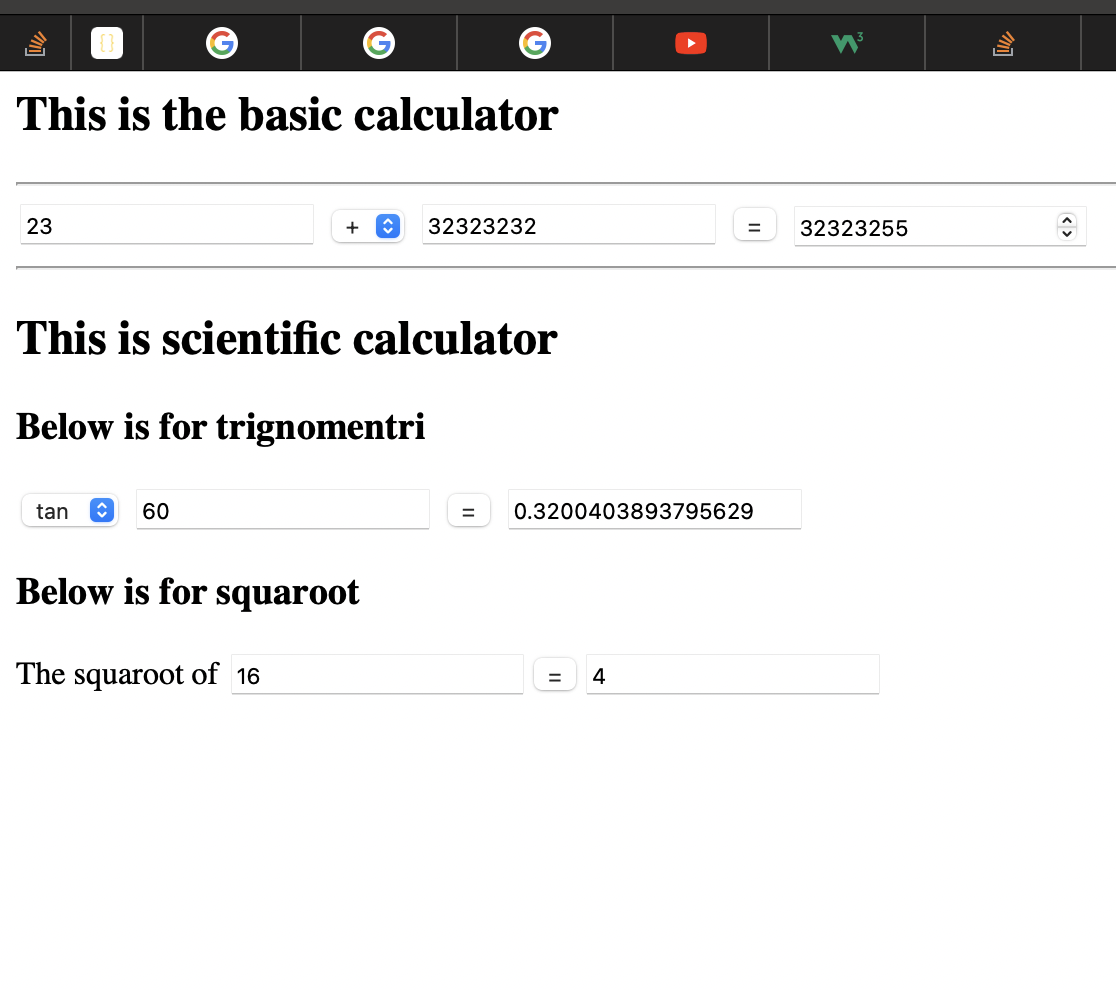 {}
3
This is the basic calculator
23 + 32323232 = 32323255
This is scientific calculator
Below is for trignomentri
tan 60 = 0.3200403893795629
Below is for squaroot
The squaroot of 16 = 4